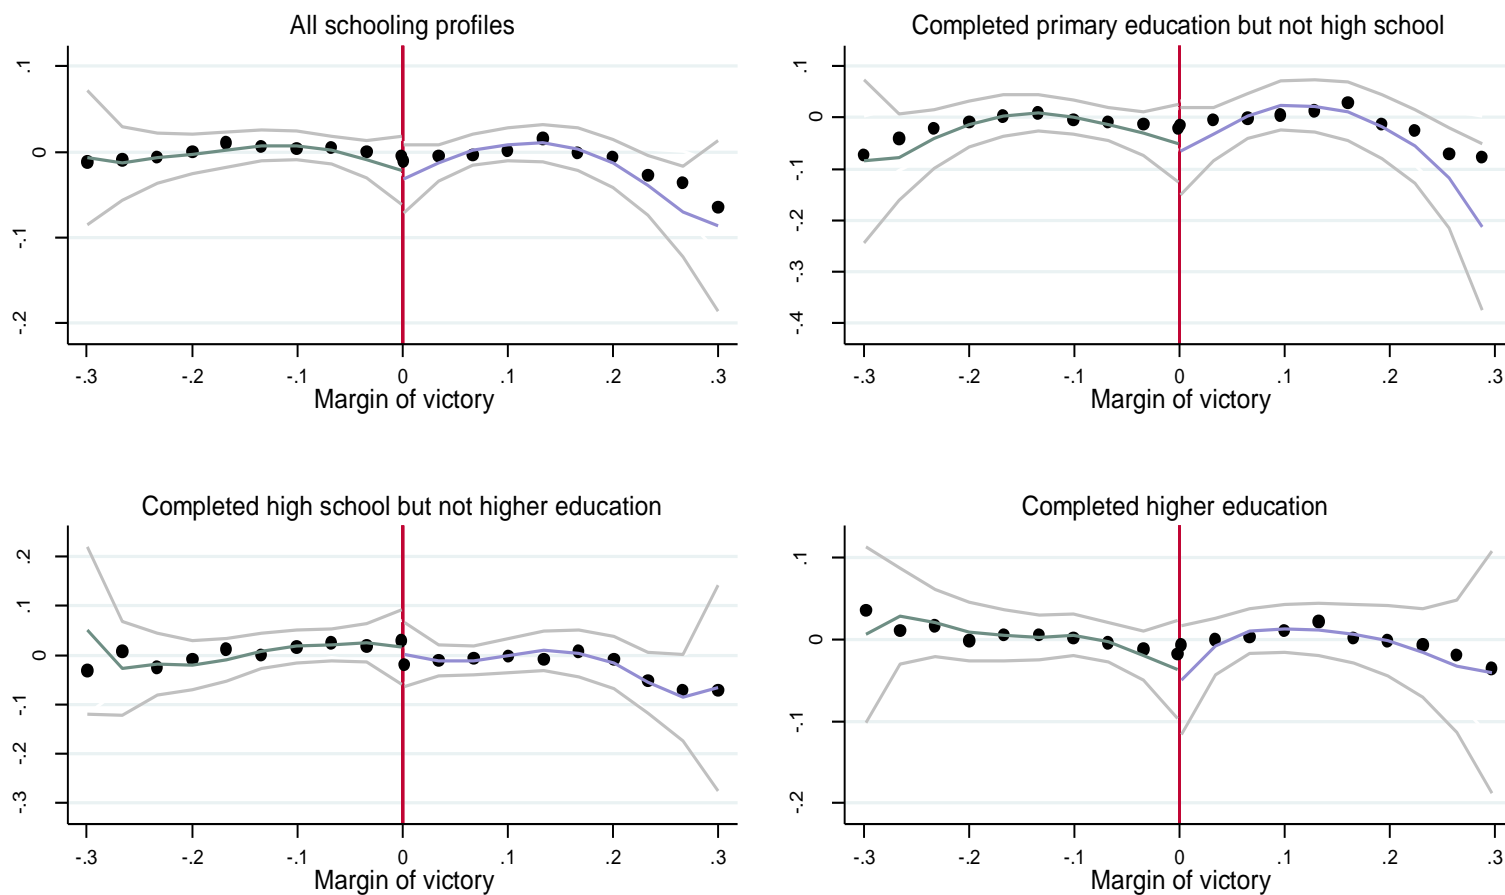 All schooling profiles
.1
0
-.1
-.2
-.3 -.2 -.1 0 .1 .2 .3
Margin of victory
Completed primary education but not high school
.1
0
-.1
-.2
-.3
-.4
-.3 -.2 -.1 0 .1 .2 .3
Margin of victory
Completed high school but not higher education
.2
.1
0
-.1
-.2
-.3
-.3 -.2 -.1 0 .1 .2 .3
Margin of victory
Completed higher education
.1
0
-.1
-.2
-.3 -.2 -.1 0 .1 .2 .3
Margin of victory